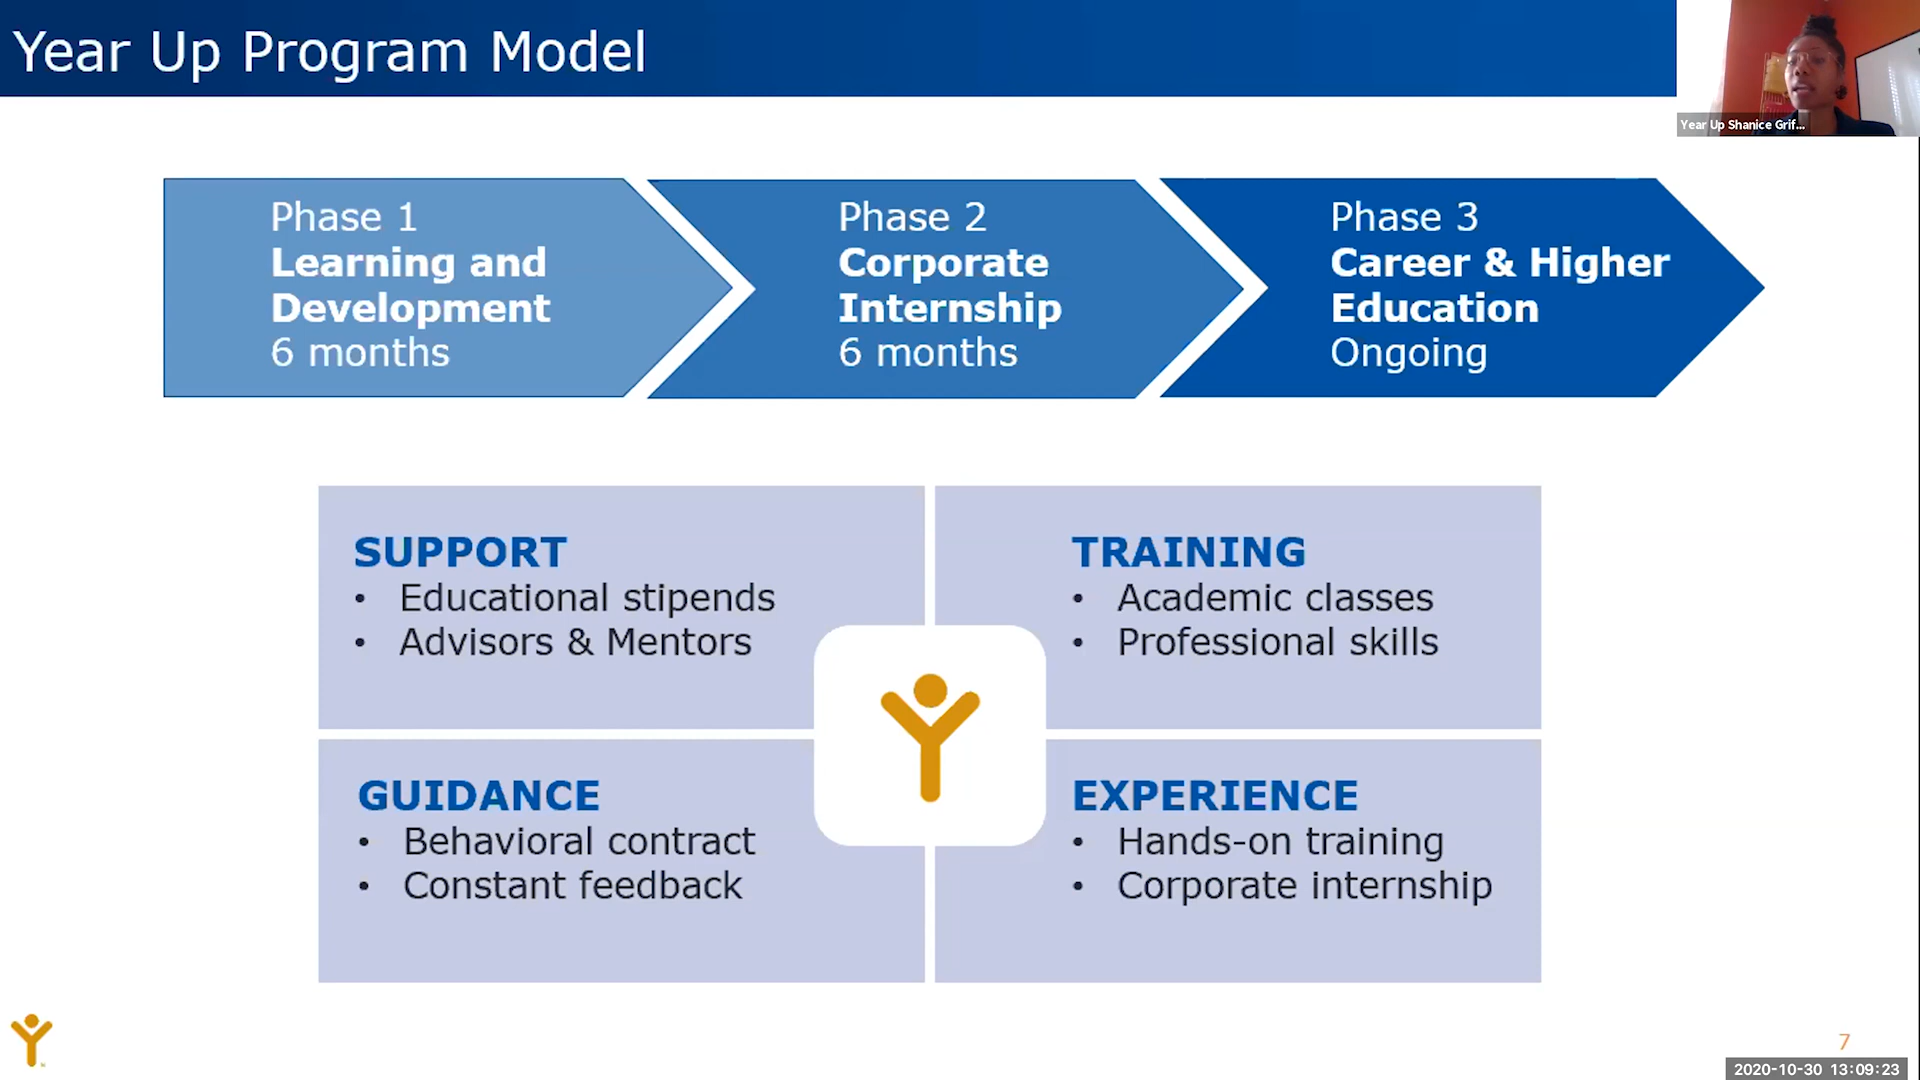 Year Up Program Model
Year Up Shanice Grif...
Phase 1
Learning and
Development
6 months
Phase 2
Corporate
Internship
6 months
Phase 3
Career & Higher
Education
Ongoing
SUPPORT
• Educational stipends
• Advisors & Mentors
TRAINING
• Academic classes
• Professional skills
GUIDANCE
• Behavioral contract
• Constant feedback
EXPERIENCE
• Hands-on training
• Corporate internship
7
2020-10-30 13:09:23